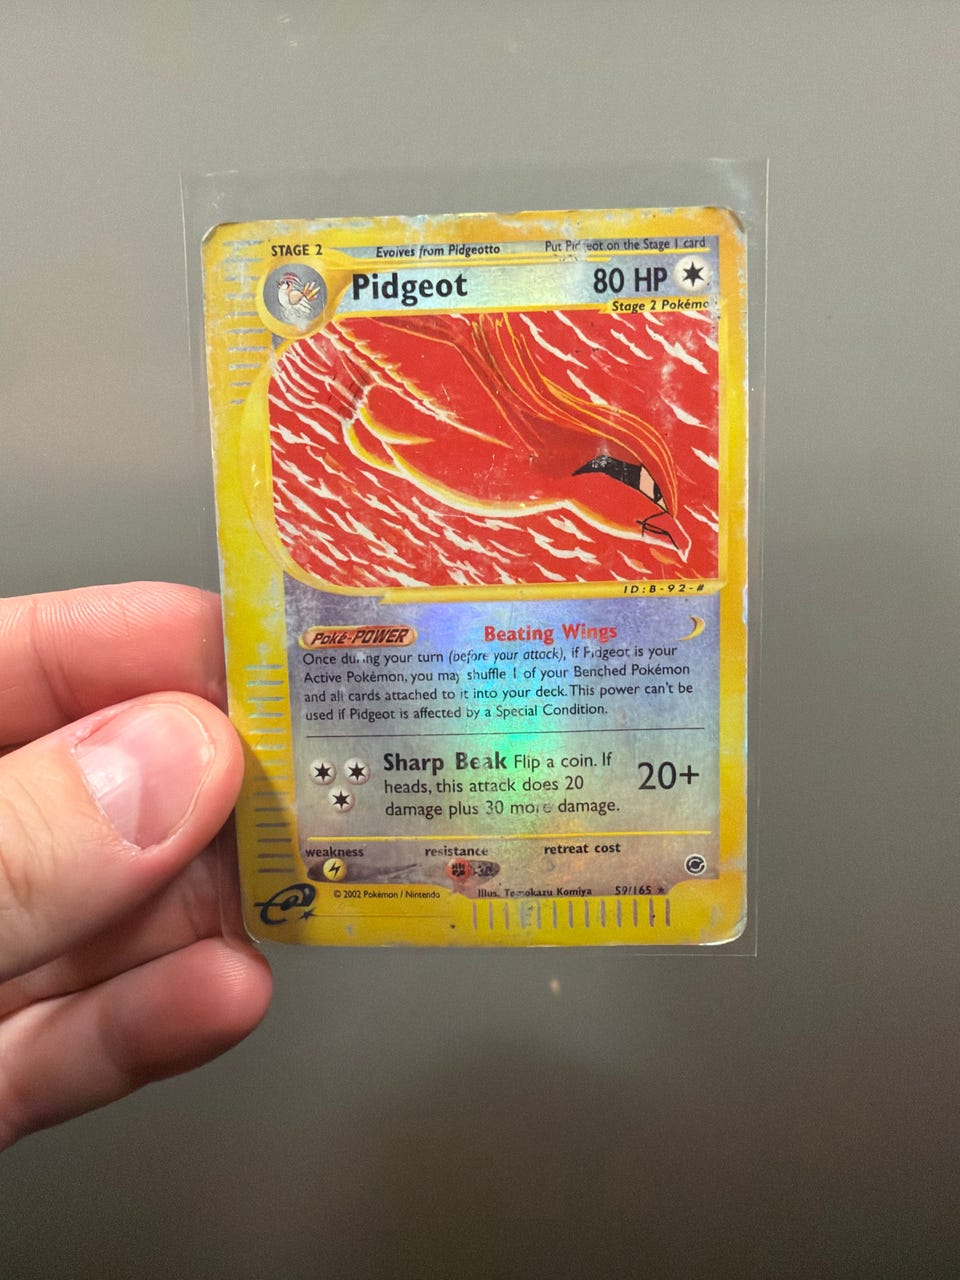 STAGE 2
Evolves from Pidgeotto
Put Pidgeot on the Stage 1 card
Pidgeot
80 HP
Stage 2 Pokémo
ID:B-92-#
Poké-POWER
Beating Wings
Once during your turn (before your attack), if Pidgeot is your
Active Pokémon, you may shuffle 1 of your Benched Pokémon
and all cards attached to it into your deck. This power can't be
used if Pidgeot is affected by a Special Condition.
Sharp Beak Flip a coin. If
heads, this attack does 20
damage plus 30 more damage.
20+
weakness
resistance
retreat cost
-30
e
© 2002 Pokémon / Nintendo
Illus. Tomokazu Komiya
59/165 ★